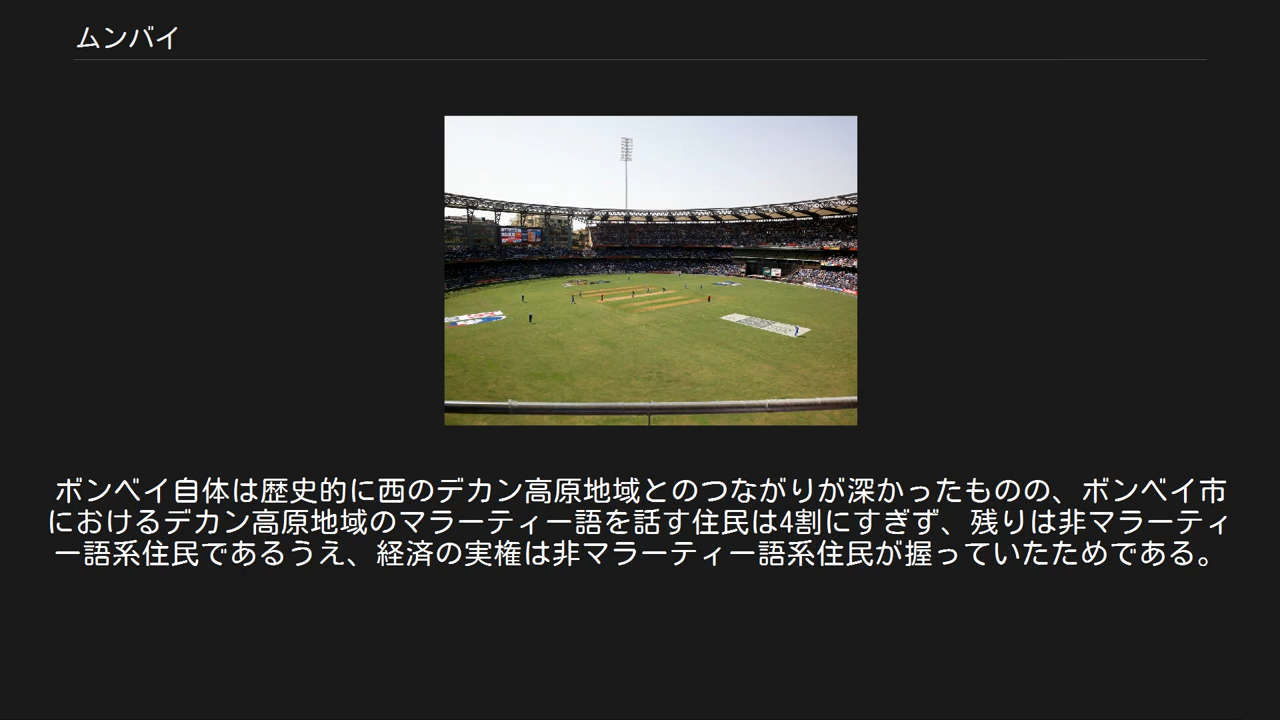 ムンバイ
ボンベイ自体は歴史的に西のデカン高原地域とのつながりが深かったものの、ボンベイ市
におけるデカン高原地域のマラーティー語を話す住民は4割にすぎず、残りは非マラーティ
ー語系住民であるうえ、経済の実権は非マラーティー語系住民が握っていたためである。